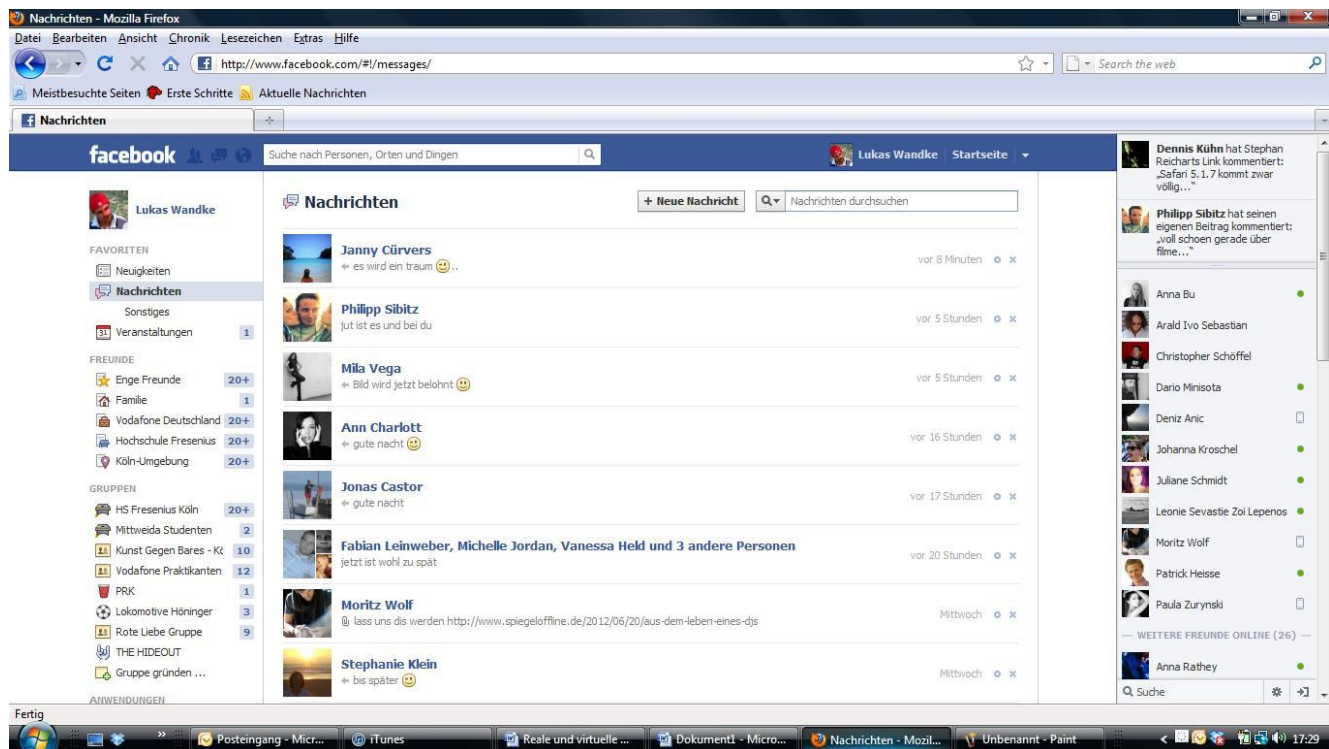 Nachrichten - Mozilla Firefox
Datei Bearbeiten Ansicht Chronik Lesezeichen Extras Hilfe
http://www.facebook.com/#!/messages/
Search the web
Meistbesuchte Seiten Erste Schritte Aktuelle Nachrichten
Nachrichten
facebook
Suche nach Personen, Orten und Dingen
Lukas Wandke Startseite
Lukas Wandke
FAVORITEN
Neuigkeiten
Nachrichten
Sonstiges
31 Veranstaltungen 1
FREUNDE
Enge Freunde 20+
Familie 1
Vodafone Deutschland 20+
Hochschule Fresenius 20+
Köln-Umgebung 20+
GRUPPEN
HS Fresenius Köln 20+
Mittweida Studenten 2
Kunst Gegen Bares - Kö 10
Vodafone Praktikanten 12
PRK 1
Lokomotive Höninger 3
Rote Liebe Gruppe 9
THE HIDEOUT
Gruppe gründen ...
ANWENDUNGEN
Nachrichten
+ Neue Nachricht
Nachrichten durchsuchen
Janny Cürvers
es wird ein traum ..
vor 8 Minuten
Philipp Sibitz
jut ist es und bei du
vor 5 Stunden
Mila Vega
Bild wird jetzt belohnt
vor 5 Stunden
Ann Charlott
gute nacht
vor 16 Stunden
Jonas Castor
gute nacht
vor 17 Stunden
Fabian Leinweber, Michelle Jordan, Vanessa Held und 3 andere Personen
jetzt ist wohl zu spät
vor 20 Stunden
Moritz Wolf
lass uns dis werden http://www.spiegeloffline.de/2012/06/20/aus-dem-leben-eines-djs
Mittwoch
Stephanie Klein
bis später
Mittwoch
Dennis Kühn hat Stephan
Reicharts Link kommentiert:
„Safari 5.1.7 kommt zwar
völlig...“
Philipp Sibitz hat seinen
eigenen Beitrag kommentiert:
„voll schoen gerade über
filme...“
Anna Bu
Arald Ivo Sebastian
Christopher Schöffel
Dario Minisota
Deniz Anic
Johanna Kroschel
Juliane Schmidt
Leonie Sevastie Zoi Lepenos
Moritz Wolf
Patrick Heisse
Paula Zurynski
WEITERE FREUNDE ONLINE (26)
Anna Rathey
Suche
Fertig
Posteingang - Micr...
iTunes
Reale und virtuelle ...
Dokument1 - Micro...
Nachrichten - Mozil...
Unbenannt - Paint
17:29